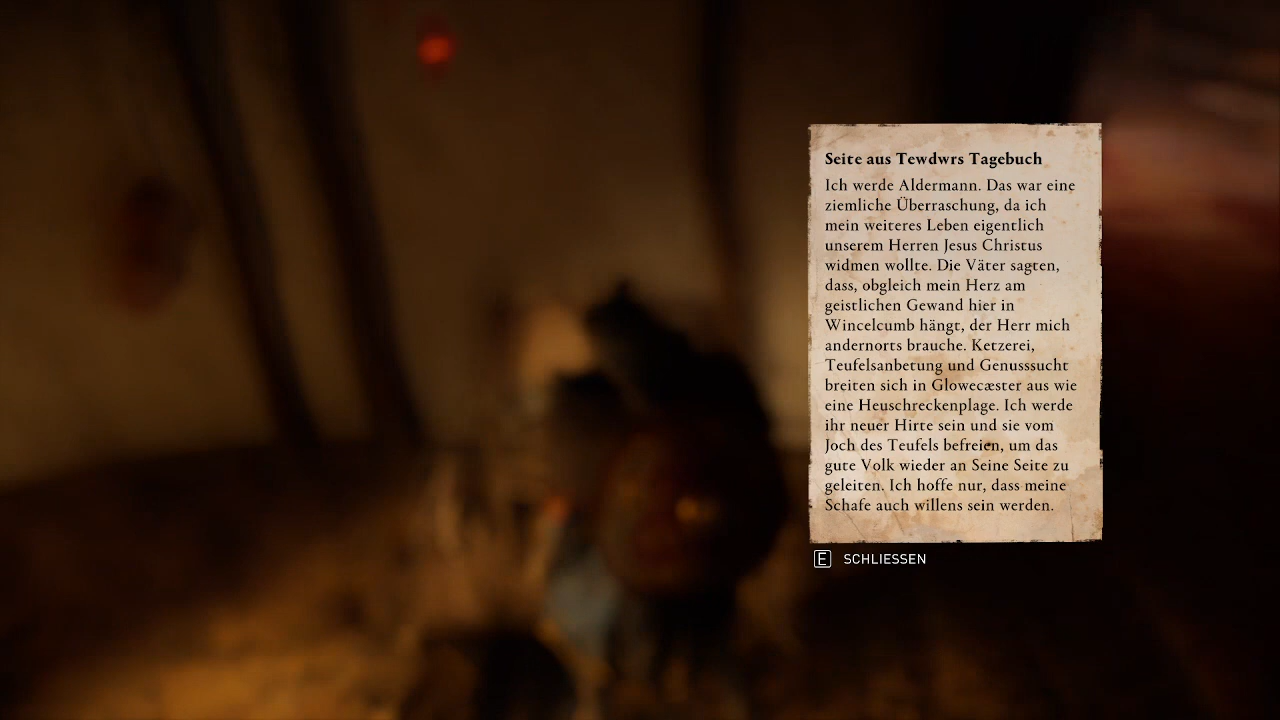 Seite aus Tewdwrs Tagebuch
Ich werde Aldermann. Das war eine
ziemliche Überraschung, da ich
mein weiteres Leben eigentlich
unserem Herren Jesus Christus
widmen wollte. Die Väter sagten,
dass, obgleich mein Herz am
geistlichen Gewand hier in
Wincelcumb hängt, der Herr mich
andernorts brauche. Ketzerei,
Teufelsanbetung und Genusssucht
breiten sich in Glowecæster aus wie
eine Heuschreckenplage. Ich werde
ihr neuer Hirte sein und sie vom
Joch des Teufels befreien, um das
gute Volk wieder an Seine Seite zu
geleiten. Ich hoffe nur, dass meine
Schafe auch willens sein werden.
E SCHLIESSEN